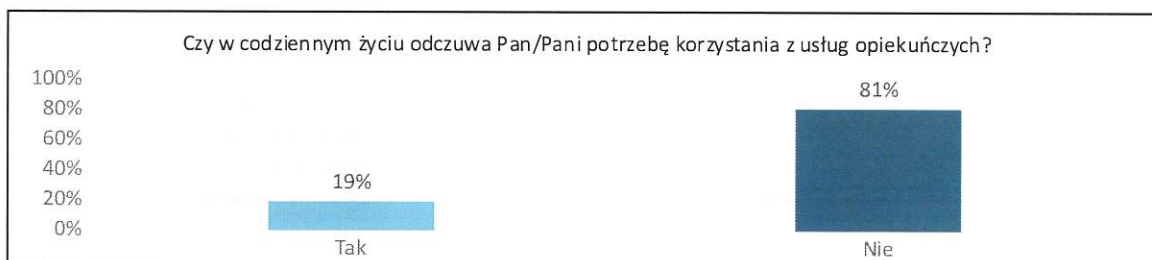 Czy w codziennym życiu odczuwa Pan/Pani potrzebę korzystania z usług opiekuńczych?
100%
80%
60%
40%
20%
0%
19%
81%
Tak
Nie